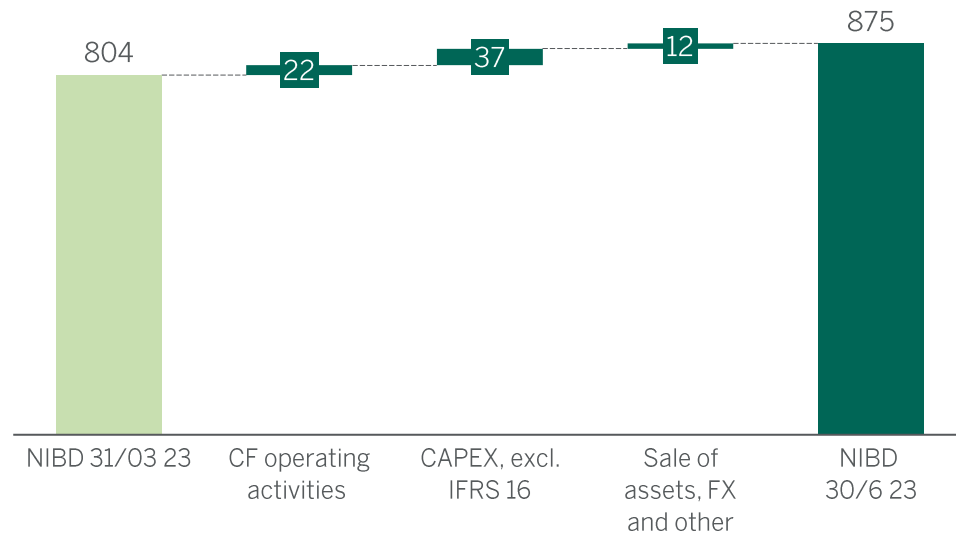 804
22
37
12
875
NIBD 31/03 23
CF operating
activities
CAPEX, excl.
IFRS 16
Sale of
assets, FX
and other
NIBD
30/6 23